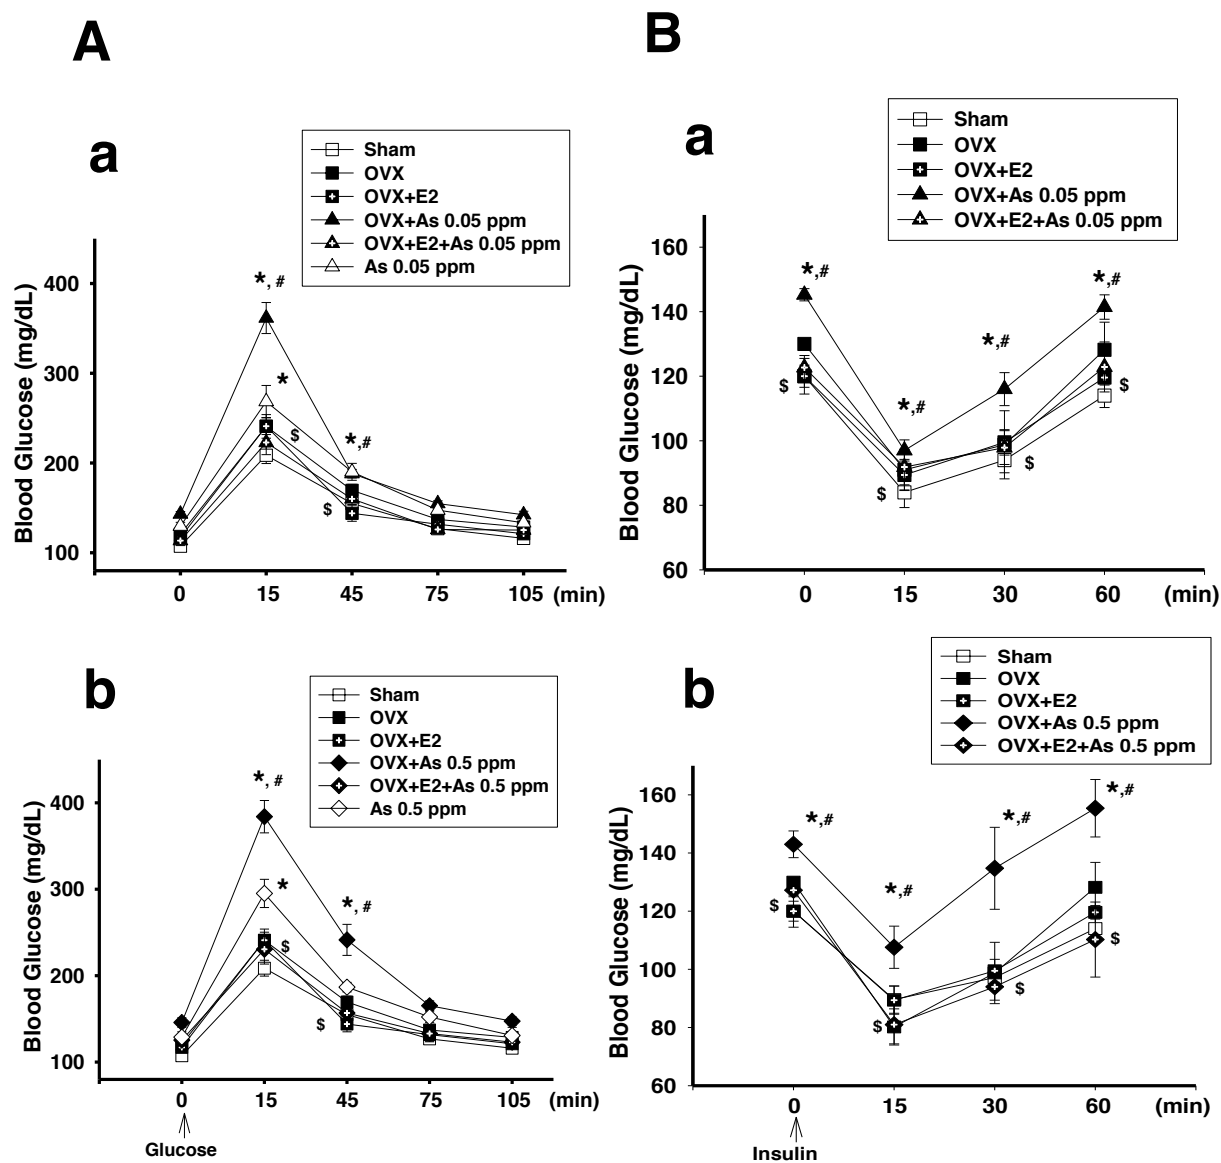 A
a
Sham
OVX
OVX+E2
OVX+As 0.05 ppm
OVX+E2+As 0.05 ppm
As 0.05 ppm
Blood Glucose (mg/dL)
400
300
200
100
*, #
*
$
*,#
$
0 15 45 75 105 (min)
B
a
Sham
OVX
OVX+E2
OVX+As 0.05 ppm
OVX+E2+As 0.05 ppm
Blood Glucose (mg/dL)
160
140
120
100
80
60
*,#
*,#
*,#
*,#
$
$
$
$
0 15 30 60 (min)
b
Sham
OVX
OVX+E2
OVX+As 0.5 ppm
OVX+E2+As 0.5 ppm
As 0.5 ppm
Blood Glucose (mg/dL)
400
300
200
100
*, #
*
*, #
$
$
0 15 45 75 105 (min)
Glucose
b
Sham
OVX
OVX+E2
OVX+As 0.5 ppm
OVX+E2+As 0.5 ppm
Blood Glucose (mg/dL)
160
140
120
100
80
60
*,#
*,#
*,#
*,#
$
$
$
$
0 15 30 60 (min)
Insulin